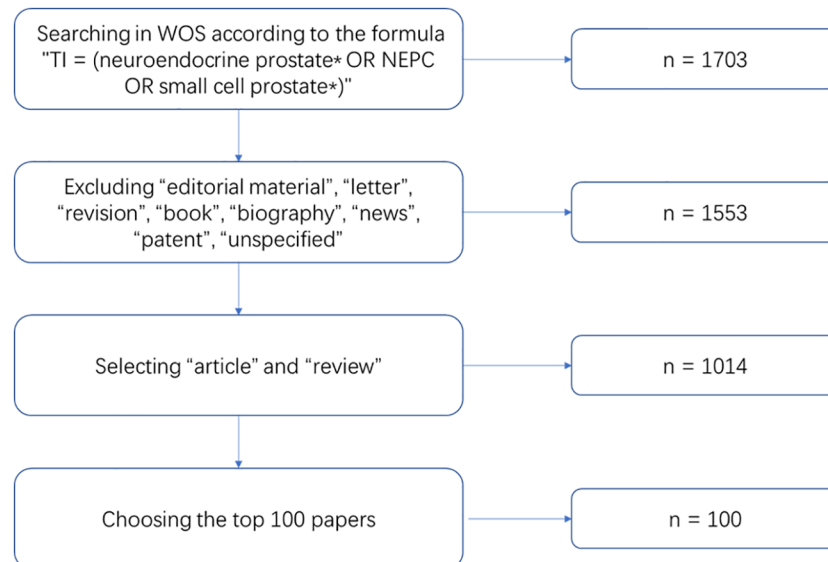 Searching in WOS according to the formula
"TI = (neuroendocrine prostate* OR NEPC
OR small cell prostate*)"
n = 1703
Excluding “editorial material”, “letter”,
“revision”, “book”, “biography”, “news”,
“patent”, “unspecified”
n = 1553
Selecting “article” and “review”
n = 1014
Choosing the top 100 papers
n = 100